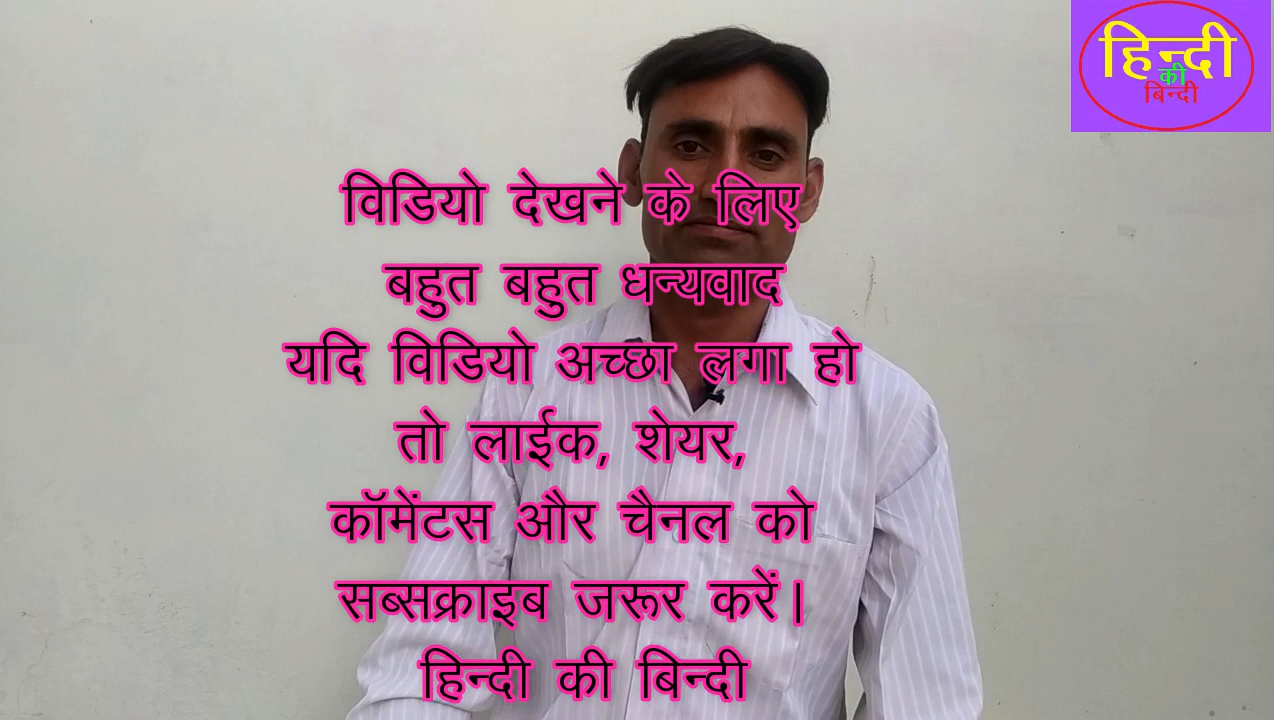 हिन्दी
की
बिन्दी
विडियो देखने के लिए
बहुत बहुत धन्यवाद
यदि विडियो अच्छा लगा हो
तो लाईक, शेयर,
कॉमेंटस और चैनल को
सब्सक्राइब जरूर करें।
हिन्दी की बिन्दी